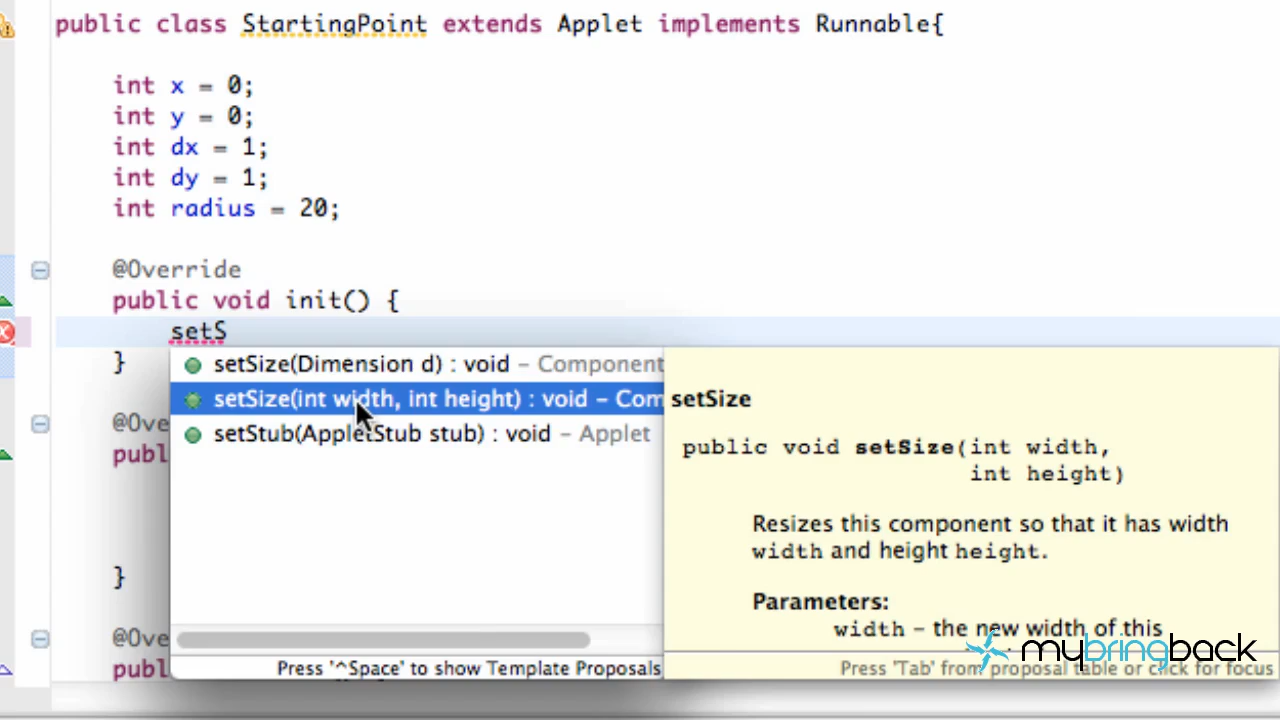 public class StartingPoint extends Applet implements Runnable{
int x = 0;
int y = 0;
int dx = 1;
int dy = 1;
int radius = 20;
@Override
public void init() {
setS
}
setSize(Dimension d) : void – Component
setSize(int width, int height) : void – Com
setStub(AppletStub stub) : void – Applet
@Ove
publ
}
@Ove
publ
Press '^Space' to show Template Proposals
setSize
public void setSize(int width,
int height)
Resizes this component so that it has width
width and height height.
Parameters:
width – the new width of this
Press 'Tab' from proposal table or click for focus
mybringback